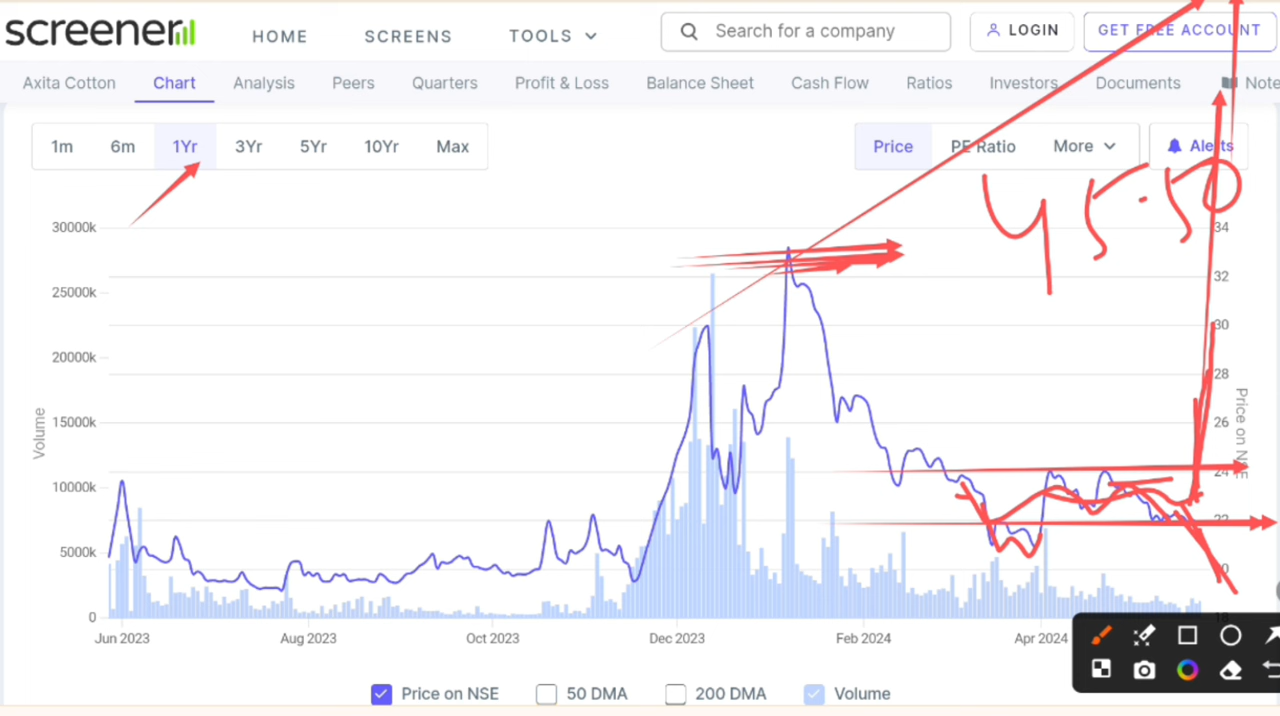 screener HOME SCREENS TOOLS Search for a company LOGIN GET FREE ACCOUNT
Axita Cotton Chart Analysis Peers Quarters Profit & Loss Balance Sheet Cash Flow Ratios Investors Documents Note
1m 6m 1Yr 3Yr 5Yr 10Yr Max Price PE Ratio More Alerts
45.50
30000k 34
32
25000k
30
20000k
28
15000k 26
24
10000k
22
5000k
20
0 18
Volume
Price on NSE
Jun 2023 Aug 2023 Oct 2023 Dec 2023 Feb 2024 Apr 2024
Price on NSE 50 DMA 200 DMA Volume